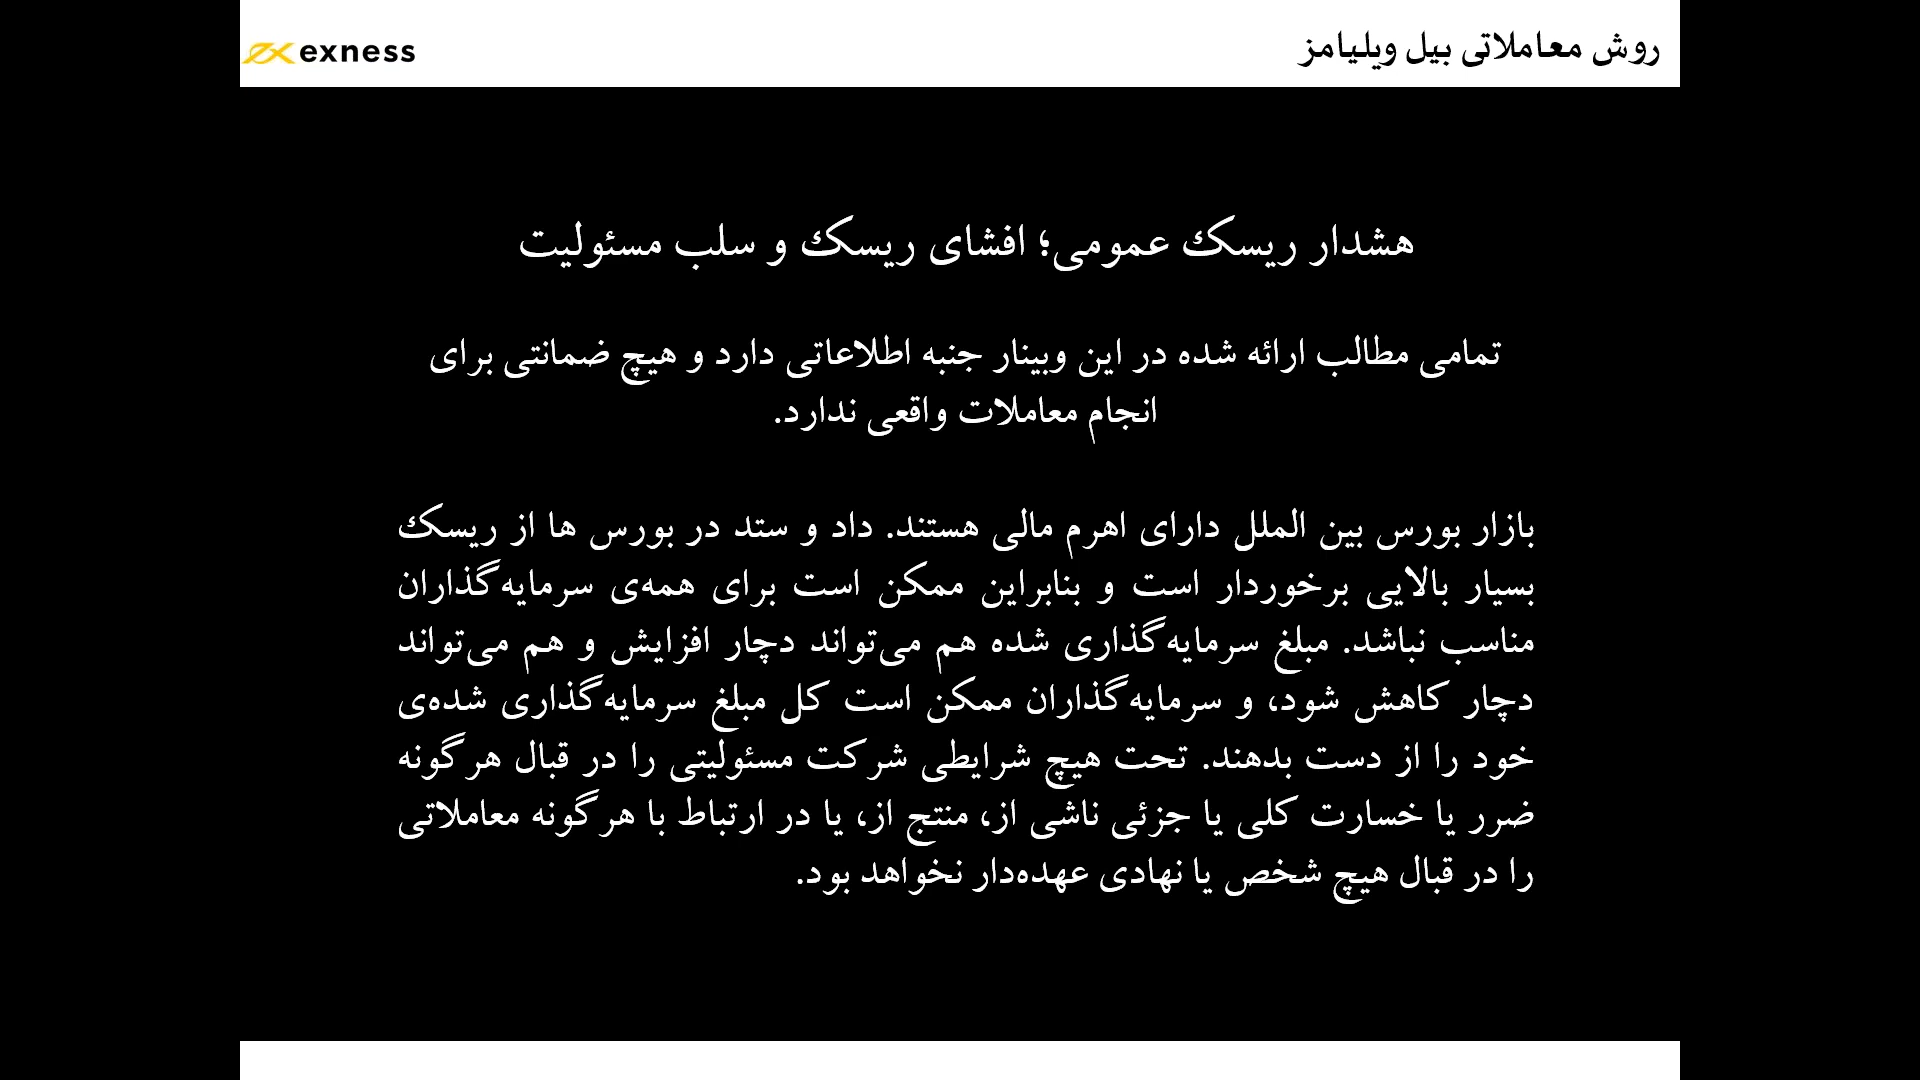 exness
روش معاملاتی بیل ویلیامز
هشدار ریسک عمومی؛ افشای ریسک و سلب مسئولیت
تمامی مطالب ارائه شده در این وبینار جنبه اطلاعاتی دارد و هیچ ضمانتی برای
انجام معاملات واقعی ندارد.
بازار بورس بین الملل دارای اهرم مالی هستند. داد و ستد در بورس ها از ریسک
بسیار بالایی برخوردار است و بنابراین ممکن است برای همه‌ی سرمایه‌گذاران
مناسب نباشد. مبلغ سرمایه‌گذاری شده هم می‌تواند دچار افزایش و هم می‌تواند
دچار کاهش شود، و سرمایه‌گذاران ممکن است کل مبلغ سرمایه‌گذاری شده‌ی
خود را از دست بدهند. تحت هیچ شرایطی شرکت مسئولیتی را در قبال هرگونه
ضرر یا خسارت کلی یا جزئی ناشی از، منتج از، یا در ارتباط با هرگونه معاملاتی
را در قبال هیچ شخص یا نهادی عهده‌دار نخواهد بود.